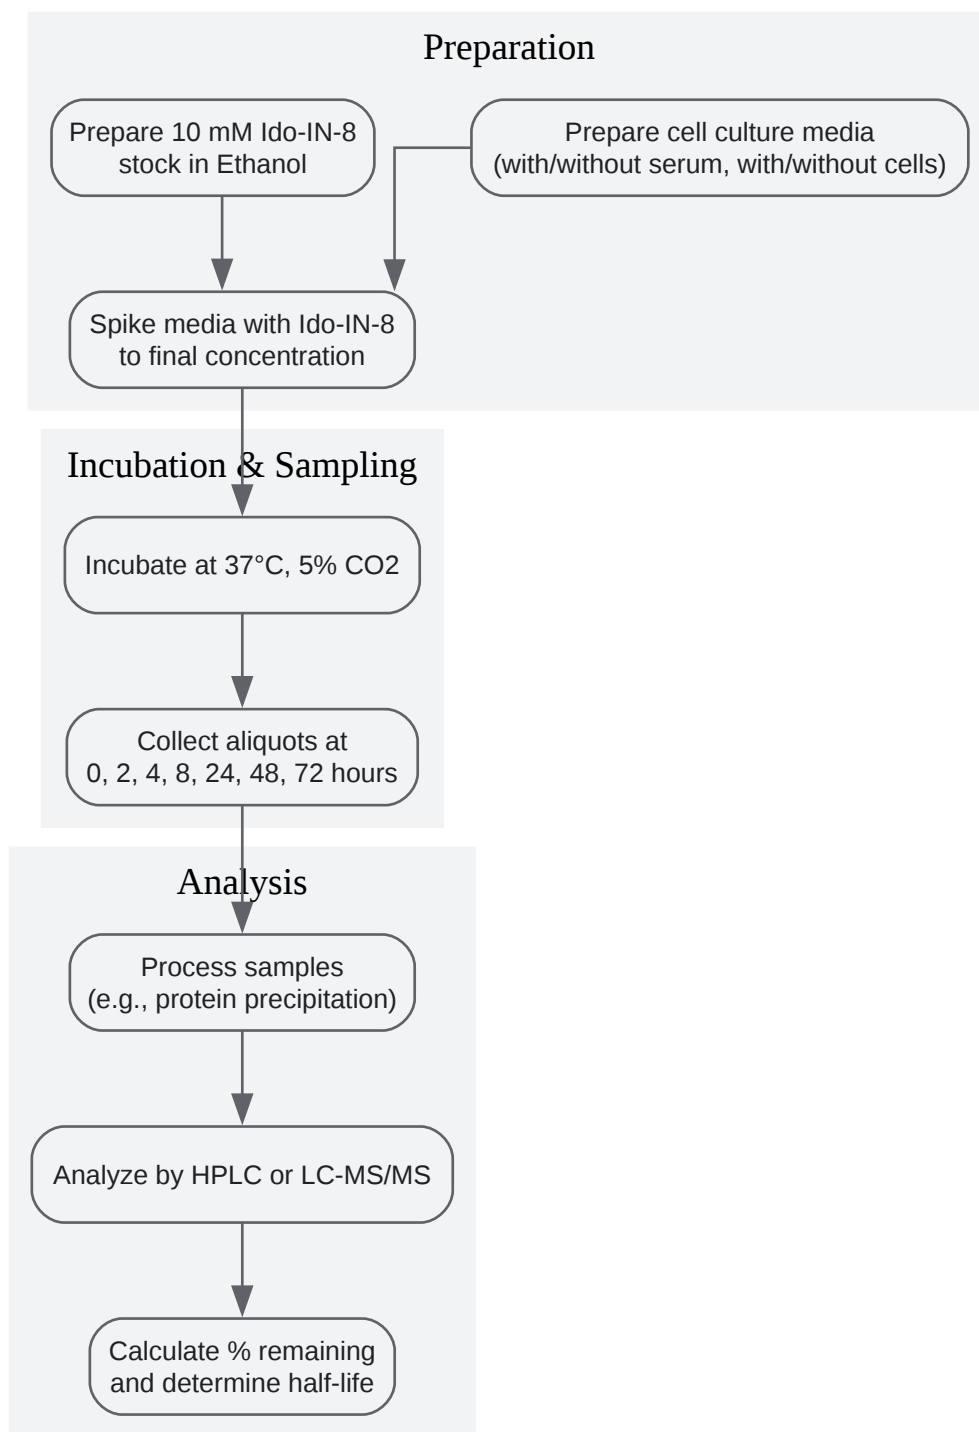 Preparation
Prepare 10 mM Ido-IN-8
stock in Ethanol
Prepare cell culture media
(with/without serum, with/without cells)
Spike media with Ido-IN-8
to final concentration
Incubation & Sampling
Incubate at 37°C, 5% CO2
Collect aliquots at
0, 2, 4, 8, 24, 48, 72 hours
Analysis
Process samples
(e.g., protein precipitation)
Analyze by HPLC or LC-MS/MS
Calculate % remaining
and determine half-life